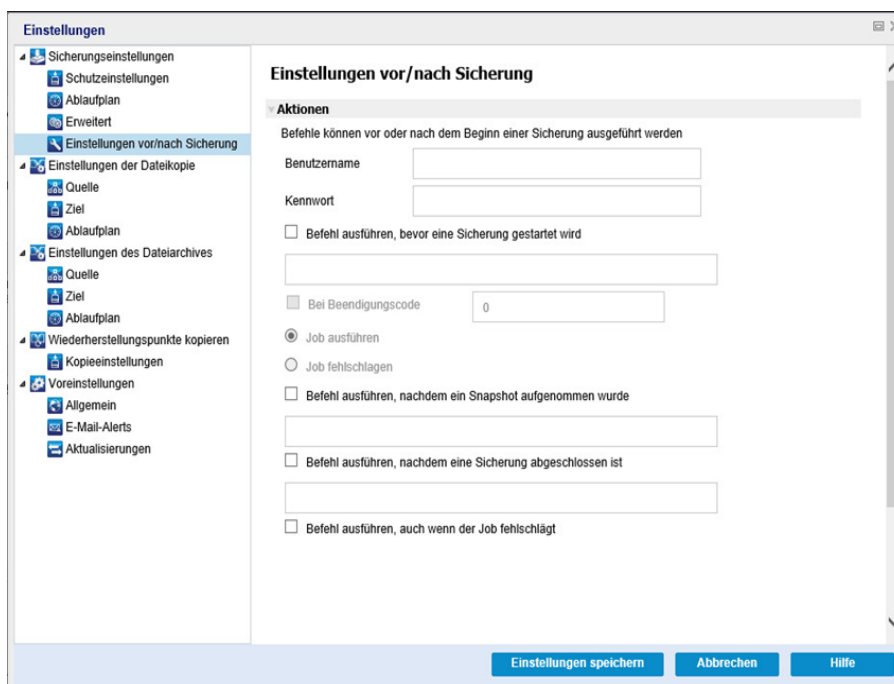 Einstellungen
Sicherungseinstellungen
Schutzeinstellungen
Ablaufplan
Erweitert
Einstellungen vor/nach Sicherung
Einstellungen der Dateikopie
Quelle
Ziel
Ablaufplan
Einstellungen des Dateiarchives
Quelle
Ziel
Ablaufplan
Wiederherstellungspunkte kopieren
Kopieeinstellungen
Voreinstellungen
Allgemein
E-Mail-Alerts
Aktualisierungen
Einstellungen vor/nach Sicherung
Aktionen
Befehle können vor oder nach dem Beginn einer Sicherung ausgeführt werden
Benutzername
Kennwort
Befehl ausführen, bevor eine Sicherung gestartet wird
Bei Beendigungscode 0
Job ausführen
Job fehlschlagen
Befehl ausführen, nachdem ein Snapshot aufgenommen wurde
Befehl ausführen, nachdem eine Sicherung abgeschlossen ist
Befehl ausführen, auch wenn der Job fehlschlägt
Einstellungen speichern Abbrechen Hilfe